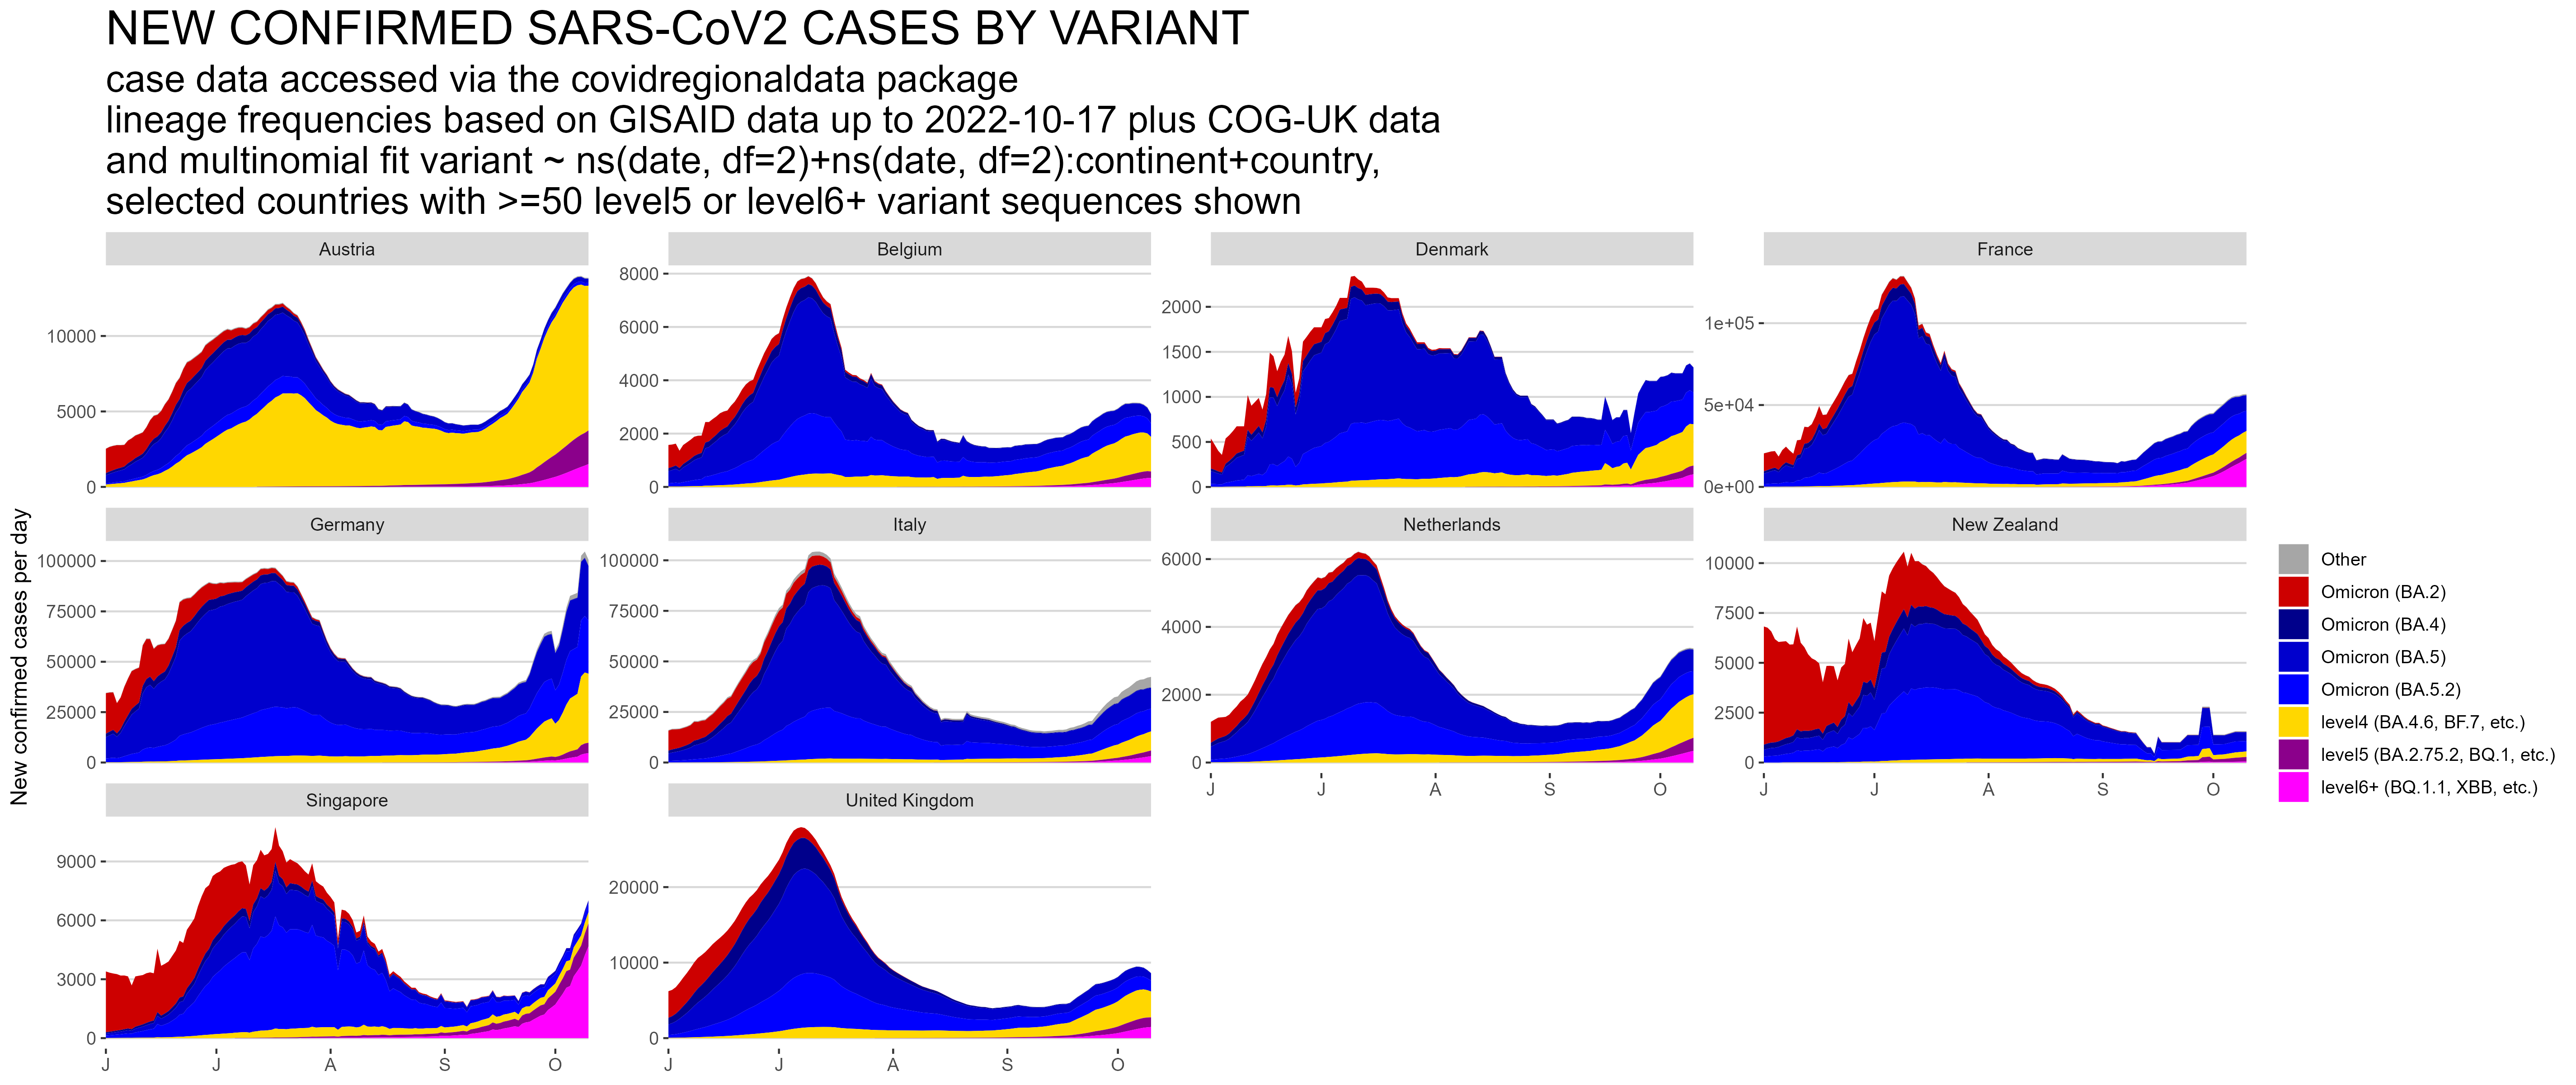 NEW CONFIRMED SARS-CoV2 CASES BY VARIANT
case data accessed via the covidregionaldata package
lineage frequencies based on GISAID data up to 2022-10-17 plus COG-UK data
and multinomial fit variant ~ ns(date, df=2)+ns(date, df=2):continent+country,
selected countries with >=50 level5 or level6+ variant sequences shown
New confirmed cases per day
Austria
10000
5000
0
Belgium
8000
6000
4000
2000
0
Denmark
2000
1500
1000
500
0
France
1e+05
5e+04
0e+00
Germany
100000
75000
50000
25000
0
Italy
100000
75000
50000
25000
0
Netherlands
6000
4000
2000
0
J J A S O
New Zealand
10000
7500
5000
2500
0
J J A S O
Singapore
9000
6000
3000
0
J J A S O
United Kingdom
20000
10000
0
J J A S O
Other
Omicron (BA.2)
Omicron (BA.4)
Omicron (BA.5)
Omicron (BA.5.2)
level4 (BA.4.6, BF.7, etc.)
level5 (BA.2.75.2, BQ.1, etc.)
level6+ (BQ.1.1, XBB, etc.)